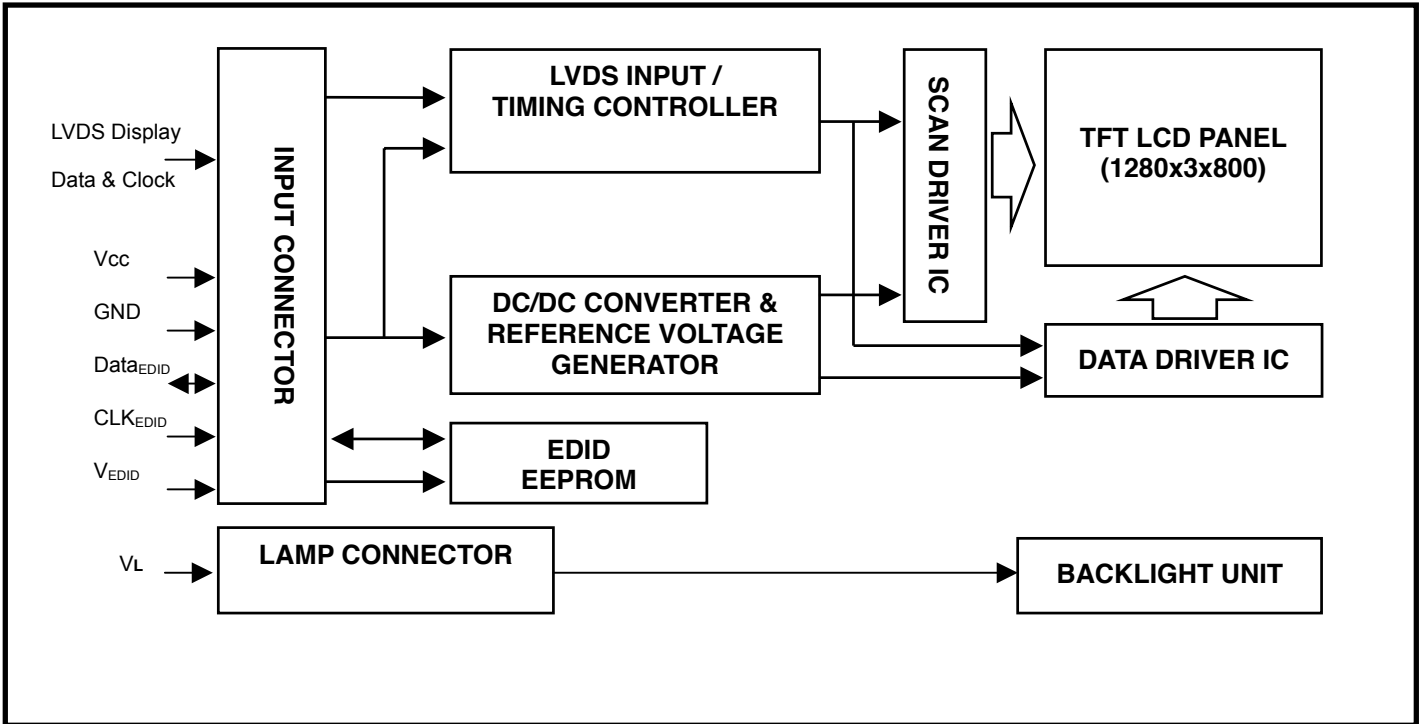 LVDS Display
Data & Clock
Vcc
GND
DataEDID
CLKEDID
VEDID
VL
INPUT CONNECTOR
LVDS INPUT /
TIMING CONTROLLER
DC/DC CONVERTER &
REFERENCE VOLTAGE
GENERATOR
EDID
EEPROM
LAMP CONNECTOR
SCAN DRIVER IC
TFT LCD PANEL
(1280x3x800)
DATA DRIVER IC
BACKLIGHT UNIT